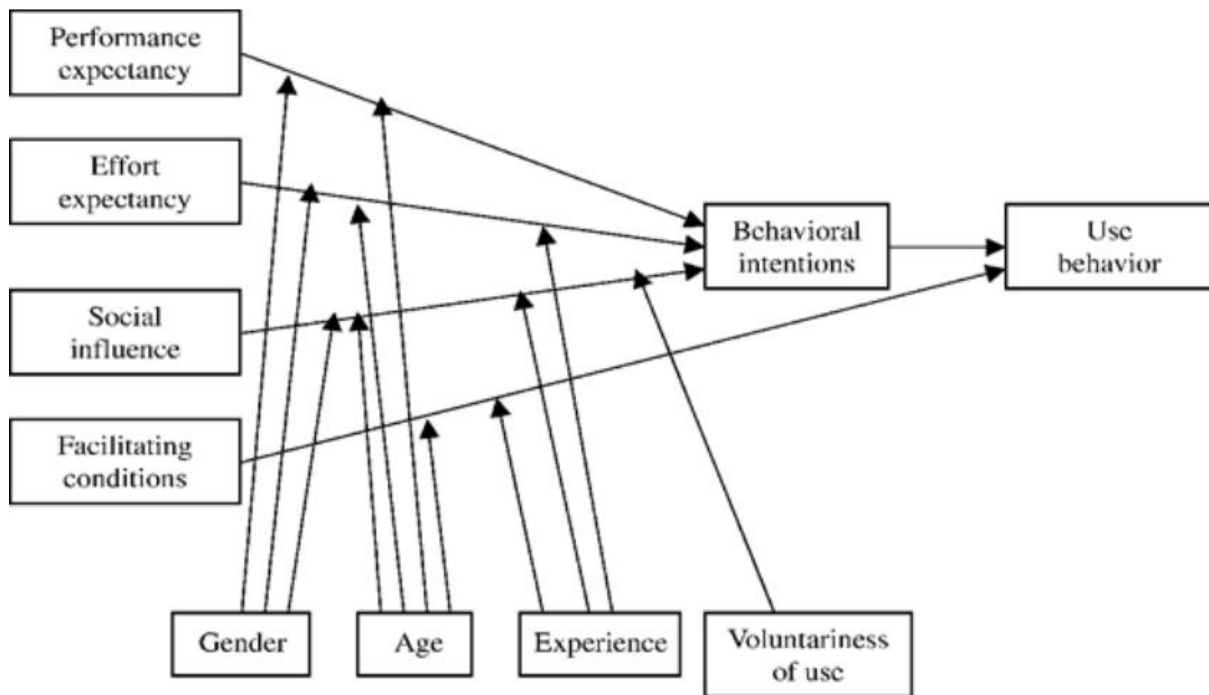 Performance
expectancy
Effort
expectancy
Social
influence
Facilitating
conditions
Behavioral
intentions
Use
behavior
Gender
Age
Experience
Voluntariness
of use